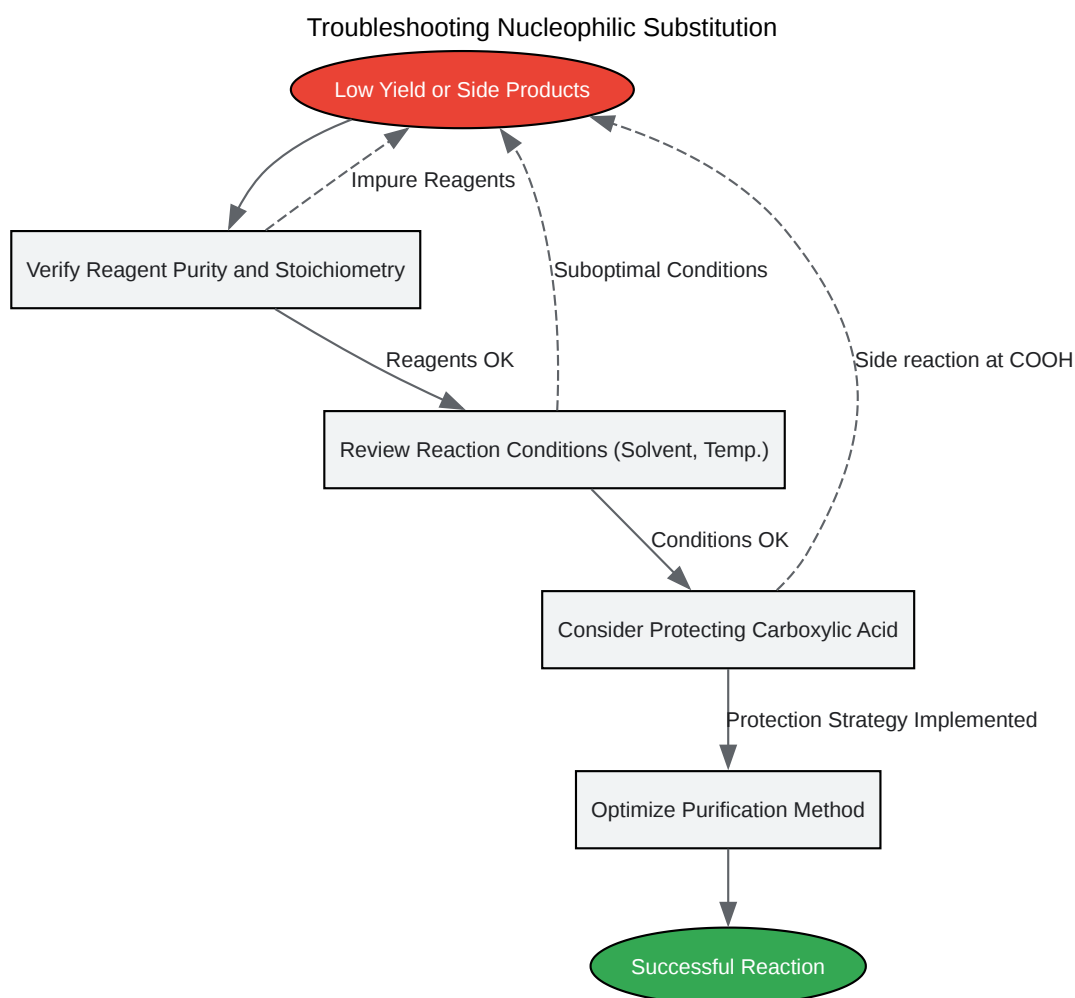 Troubleshooting Nucleophilic Substitution
Low Yield or Side Products
Impure Reagents
Verify Reagent Purity and Stoichiometry
Suboptimal Conditions
Reagents OK
Side reaction at COOH
Review Reaction Conditions (Solvent, Temp.)
Conditions OK
Consider Protecting Carboxylic Acid
Protection Strategy Implemented
Optimize Purification Method
Successful Reaction